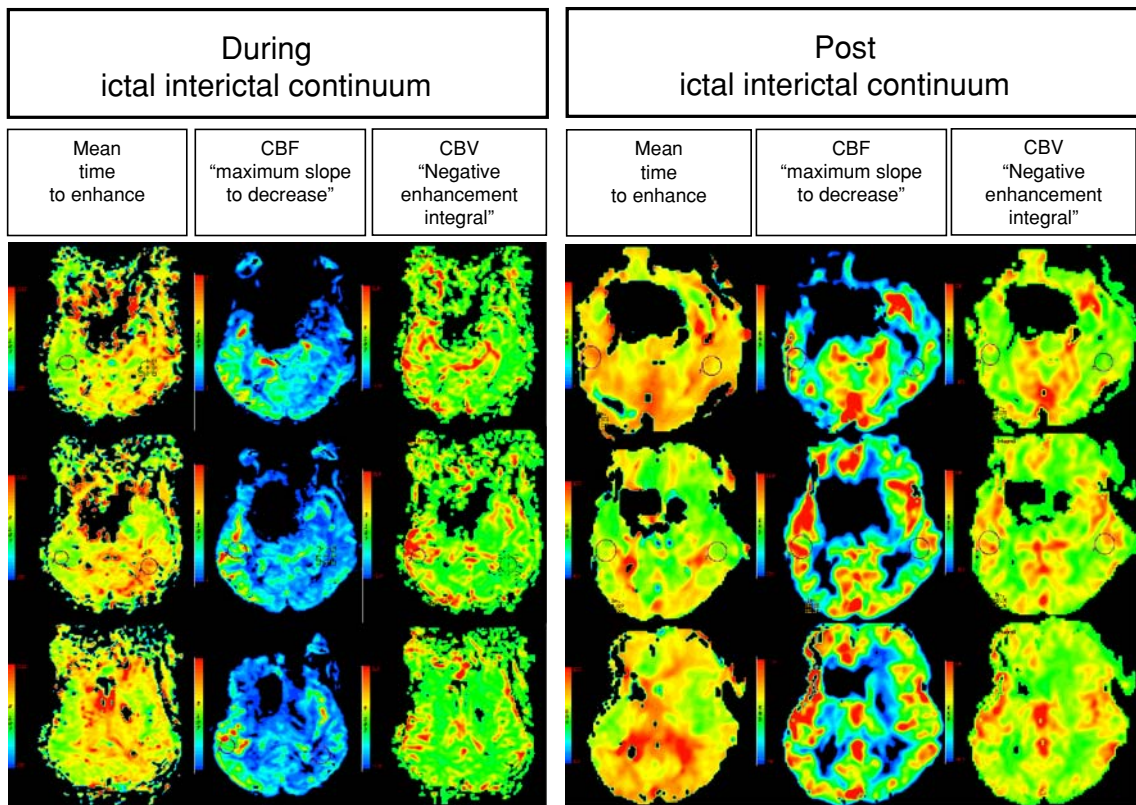 During
ictal interictal continuum
Post
ictal interictal continuum
Mean
time
to enhance
CBF
“maximum slope
to decrease”
CBV
“Negative
enhancement
integral”
Mean
time
to enhance
CBF
“maximum slope
to decrease”
CBV
“Negative
enhancement
integral”